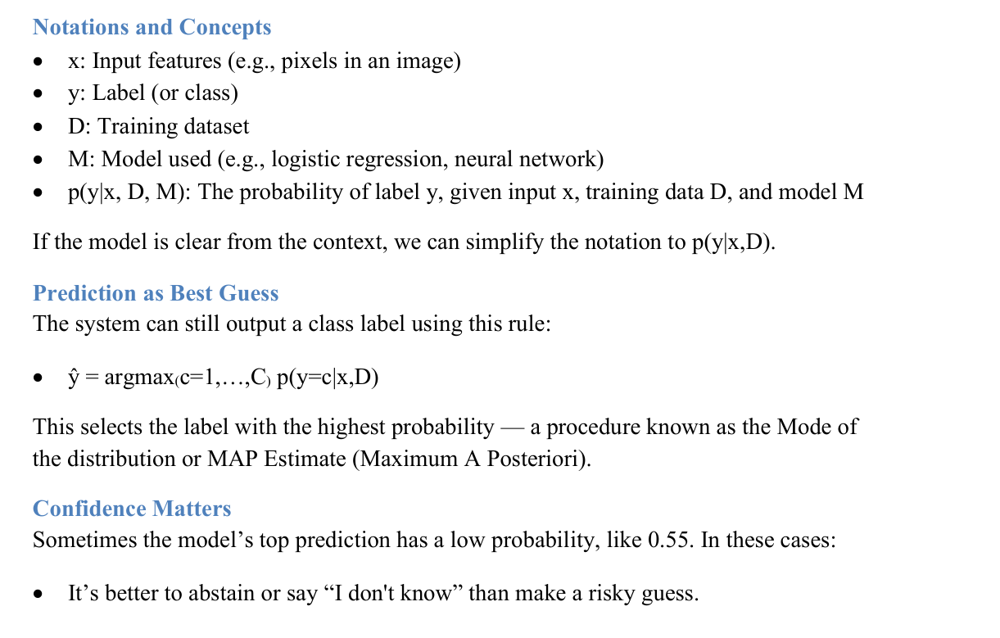 Notations and Concepts
• x: Input features (e.g., pixels in an image)
• y: Label (or class)
• D: Training dataset
• M: Model used (e.g., logistic regression, neural network)
• p(y|x, D, M): The probability of label y, given input x, training data D, and model M
If the model is clear from the context, we can simplify the notation to p(y|x,D).
Prediction as Best Guess
The system can still output a class label using this rule:
• ŷ = argmax₍c=1,…,C₎ p(y=c|x,D)
This selects the label with the highest probability — a procedure known as the Mode of
the distribution or MAP Estimate (Maximum A Posteriori).
Confidence Matters
Sometimes the model’s top prediction has a low probability, like 0.55. In these cases:
• It’s better to abstain or say “I don't know” than make a risky guess.